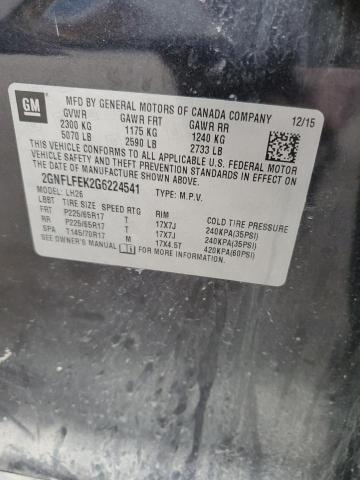 GM
MFD BY GENERAL MOTORS OF CANADA COMPANY
12/15
GVWR GAWR FRT GAWR RR
2300 KG 1175 KG 1240 KG
5070 LB 2590 LB 2733 LB
THIS VEHICLE CONFORMS TO ALL APPLICABLE U.S. FEDERAL MOTOR
VEHICLE SAFETY AND THEFT PREVENTION STANDARDS IN EFFECT ON
THE DATE OF MANUFACTURE SHOWN ABOVE.
2GNFLFEK2G6224541 TYPE: M.P.V.
MODEL: LH26
LBBT TIRE SIZE SPEED RTG RIM
FRT P225/65R17 T 17X7J 240KPA(35PSI)
RR P225/65R17 T 17X7J 240KPA(35PSI)
SPA T145/70R17 M 17X4.5T 420KPA(60PSI)
SEE OWNER'S MANUAL FOR MORE INFORMATION.